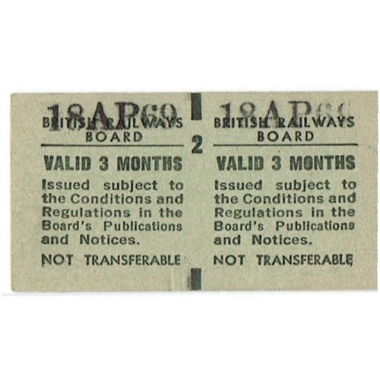 18AP69
BRITISH RAILWAYS
BOARD
VALID 3 MONTHS
Issued subject to
the Conditions and
Regulations in the
Board's Publications
and Notices.
NOT TRANSFERABLE
2
18AP6
BRITISH RAILWAYS
BOARD
VALID 3 MONTHS
Issued subject to
the Conditions and
Regulations in the
Board's Publications
and Notices.
NOT TRANSFERABLE